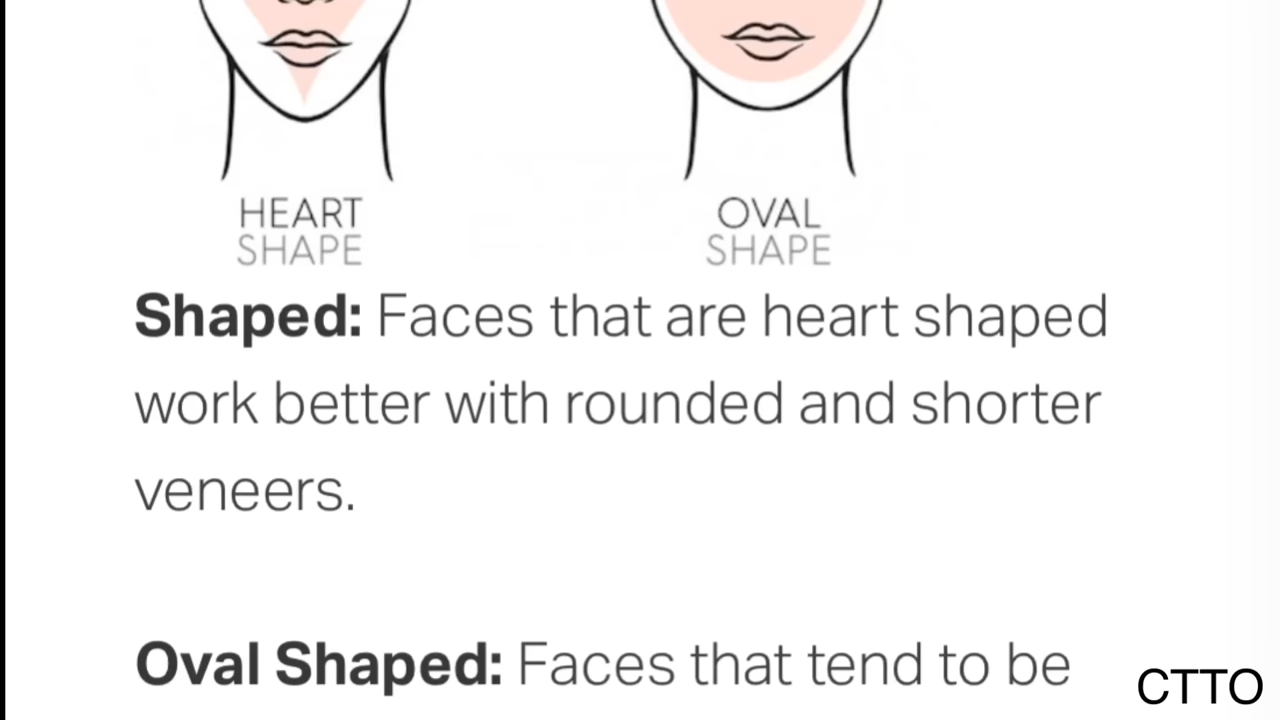 HEART
SHAPE
OVAL
SHAPE
Shaped: Faces that are heart shaped
work better with rounded and shorter
veneers.
Oval Shaped: Faces that tend to be
CTTO